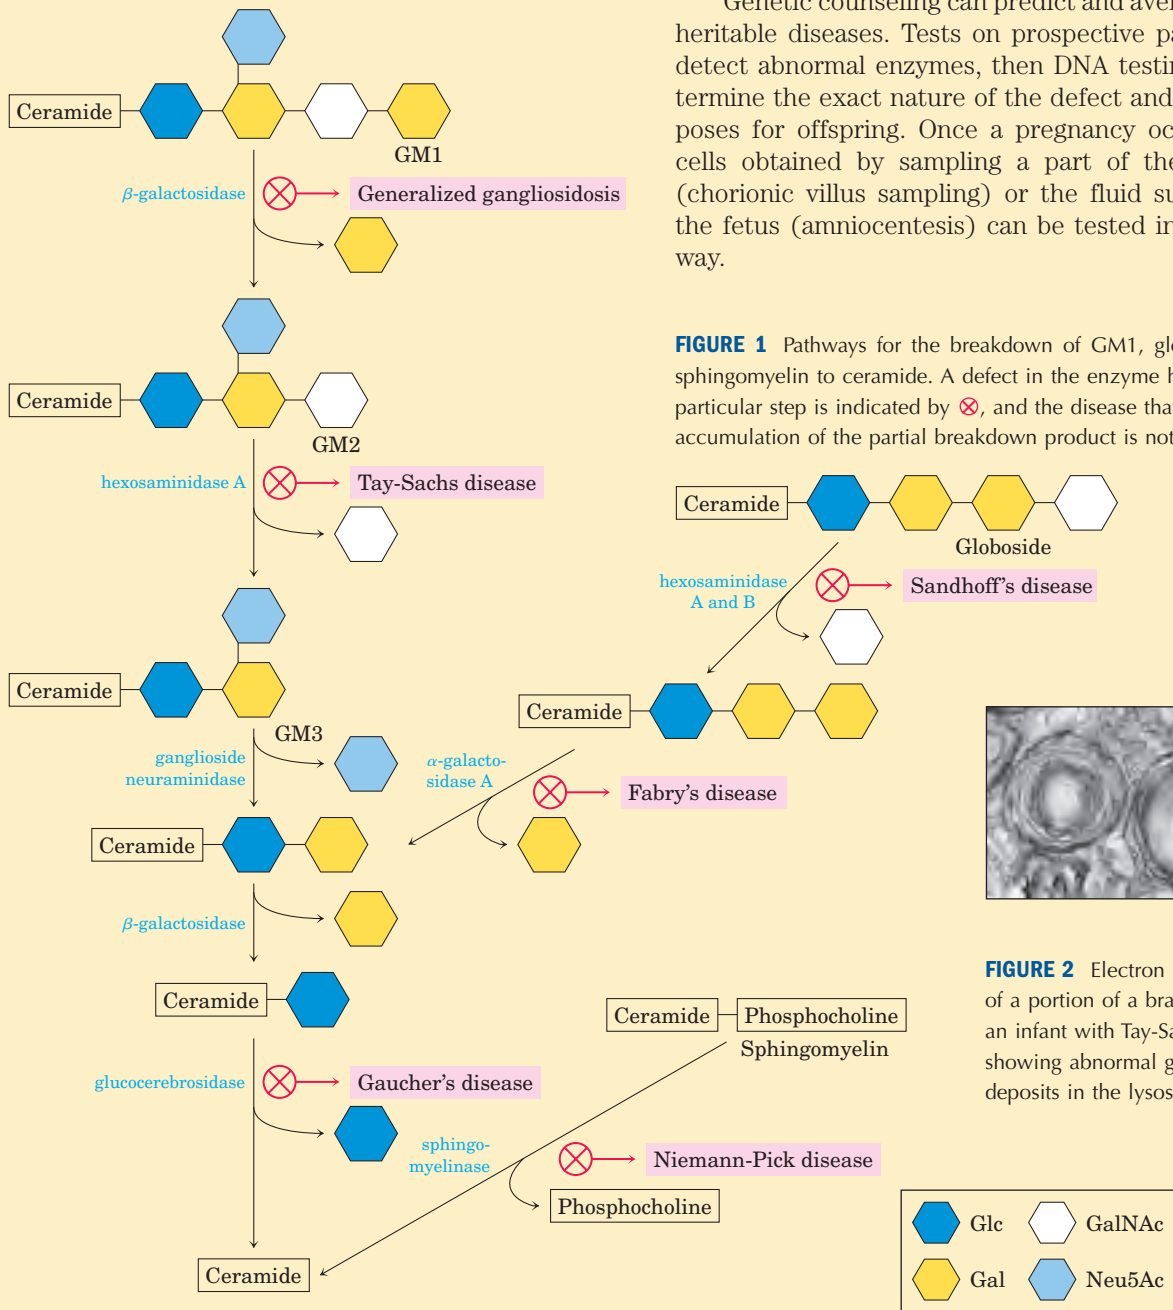 Genetic counseling can predict and aver
heritable diseases. Tests on prospective pa
detect abnormal enzymes, then DNA testin
termine the exact nature of the defect and
poses for offspring. Once a pregnancy oc
cells obtained by sampling a part of the
(chorionic villus sampling) or the fluid su
the fetus (amniocentesis) can be tested in
way.
Ceramide
GM1
β-galactosidase
Generalized gangliosidosis
Ceramide
GM2
hexosaminidase A
Tay-Sachs disease
Ceramide
GM3
ganglioside
neuraminidase
Ceramide
β-galactosidase
Ceramide
glucocerebrosidase
Gaucher's disease
Ceramide
FIGURE 1 Pathways for the breakdown of GM1, glo
sphingomyelin to ceramide. A defect in the enzyme h
particular step is indicated by ⊗, and the disease tha
accumulation of the partial breakdown product is not
Ceramide
Globoside
hexosaminidase
A and B
Sandhoff's disease
Ceramide
α-galacto-
sidase A
Fabry's disease
Ceramide Phosphocholine
Sphingomyelin
sphingo-
myelinase
Niemann-Pick disease
Phosphocholine
FIGURE 2 Electron
of a portion of a bra
an infant with Tay-Sa
showing abnormal g
deposits in the lysos
Glc GalNAc
Gal Neu5Ac